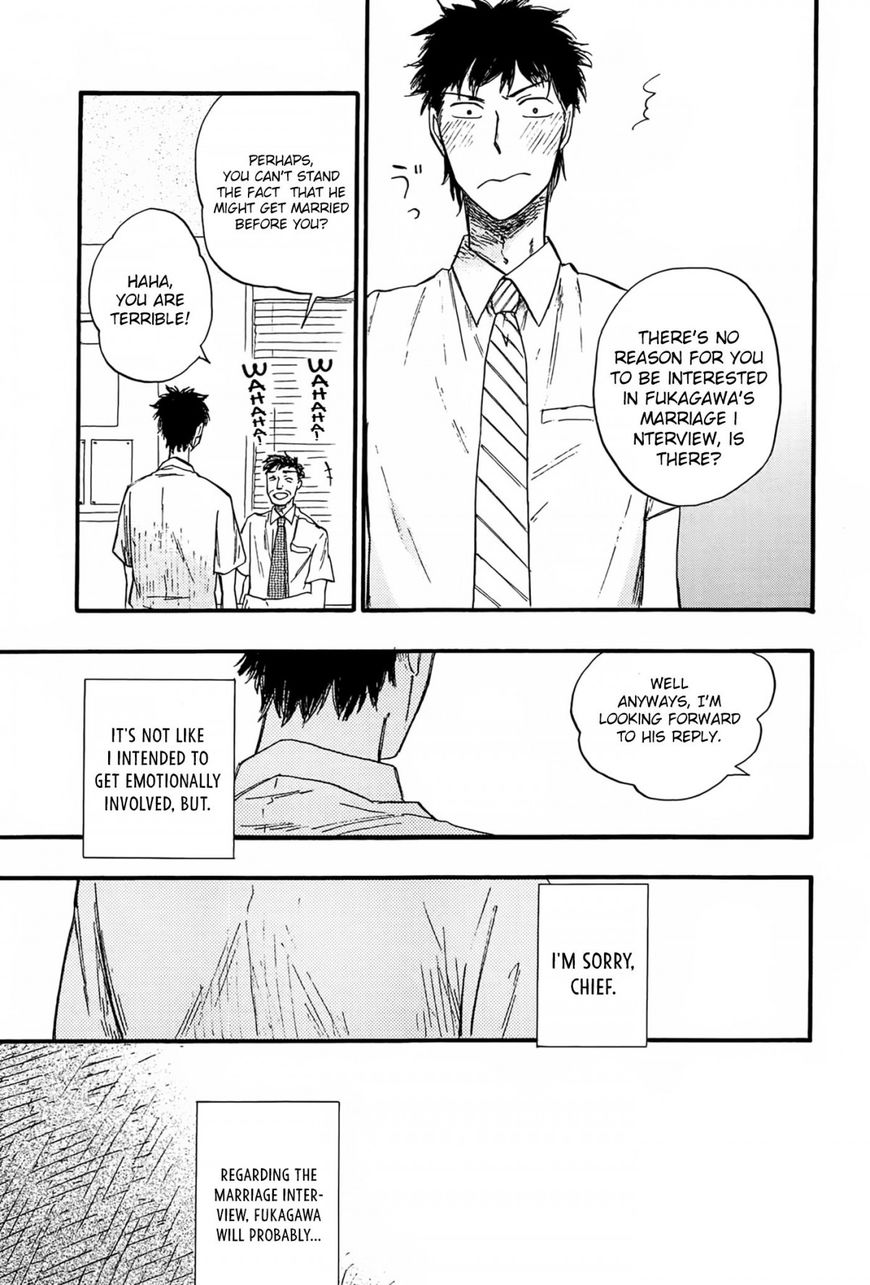 THERE'S NO
REASON FOR YOU
TO BE INTERESTED
IN FUKAGAWA'S
MARRIAGE I
NTERVIEW, IS
THERE?
ヴ
っ
PERHAPS,
YOU CAN'T STAND
THE FACT THAT HE
MIGHT GET MARRIED
BEFORE YOU?
HAHA,
YOU ARE
TERRIBLE!
WAHAHA!
WAHAHA!
WELL
ANYWAYS, I'M
LOOKING FORWARD
TO HIS REPLY.
IT'S NOT LIKE
I INTENDED TO
GET EMOTIONALLY
INVOLVED, BUT.
I'M SORRY,
CHIEF.
REGARDING THE
MARRIAGE INTER-
VIEW, FUKAGAWA
WILL PROBABLY...